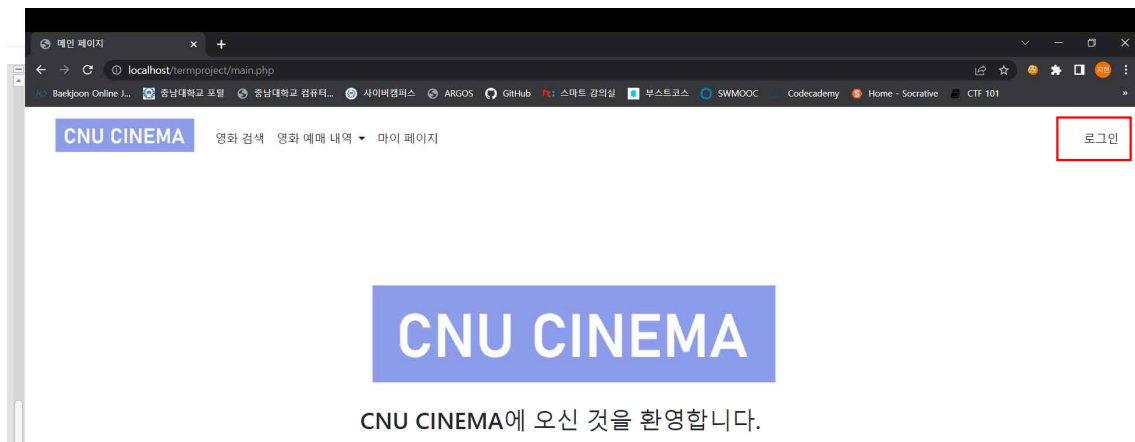 메인 페이지
localhost/termproject/main.php
지현
Baekjoon Online J... 충남대학교 포털 충남대학교 컴퓨터... 사이버캠퍼스 ARGOS GitHub 스마트 강의실 부스트코스 SWMOOC Codecademy Home - Socrative CTF 101 »
CNU CINEMA 영화 검색 영화 예매 내역 마이 페이지 로그인
CNU CINEMA
CNU CINEMA에 오신 것을 환영합니다.